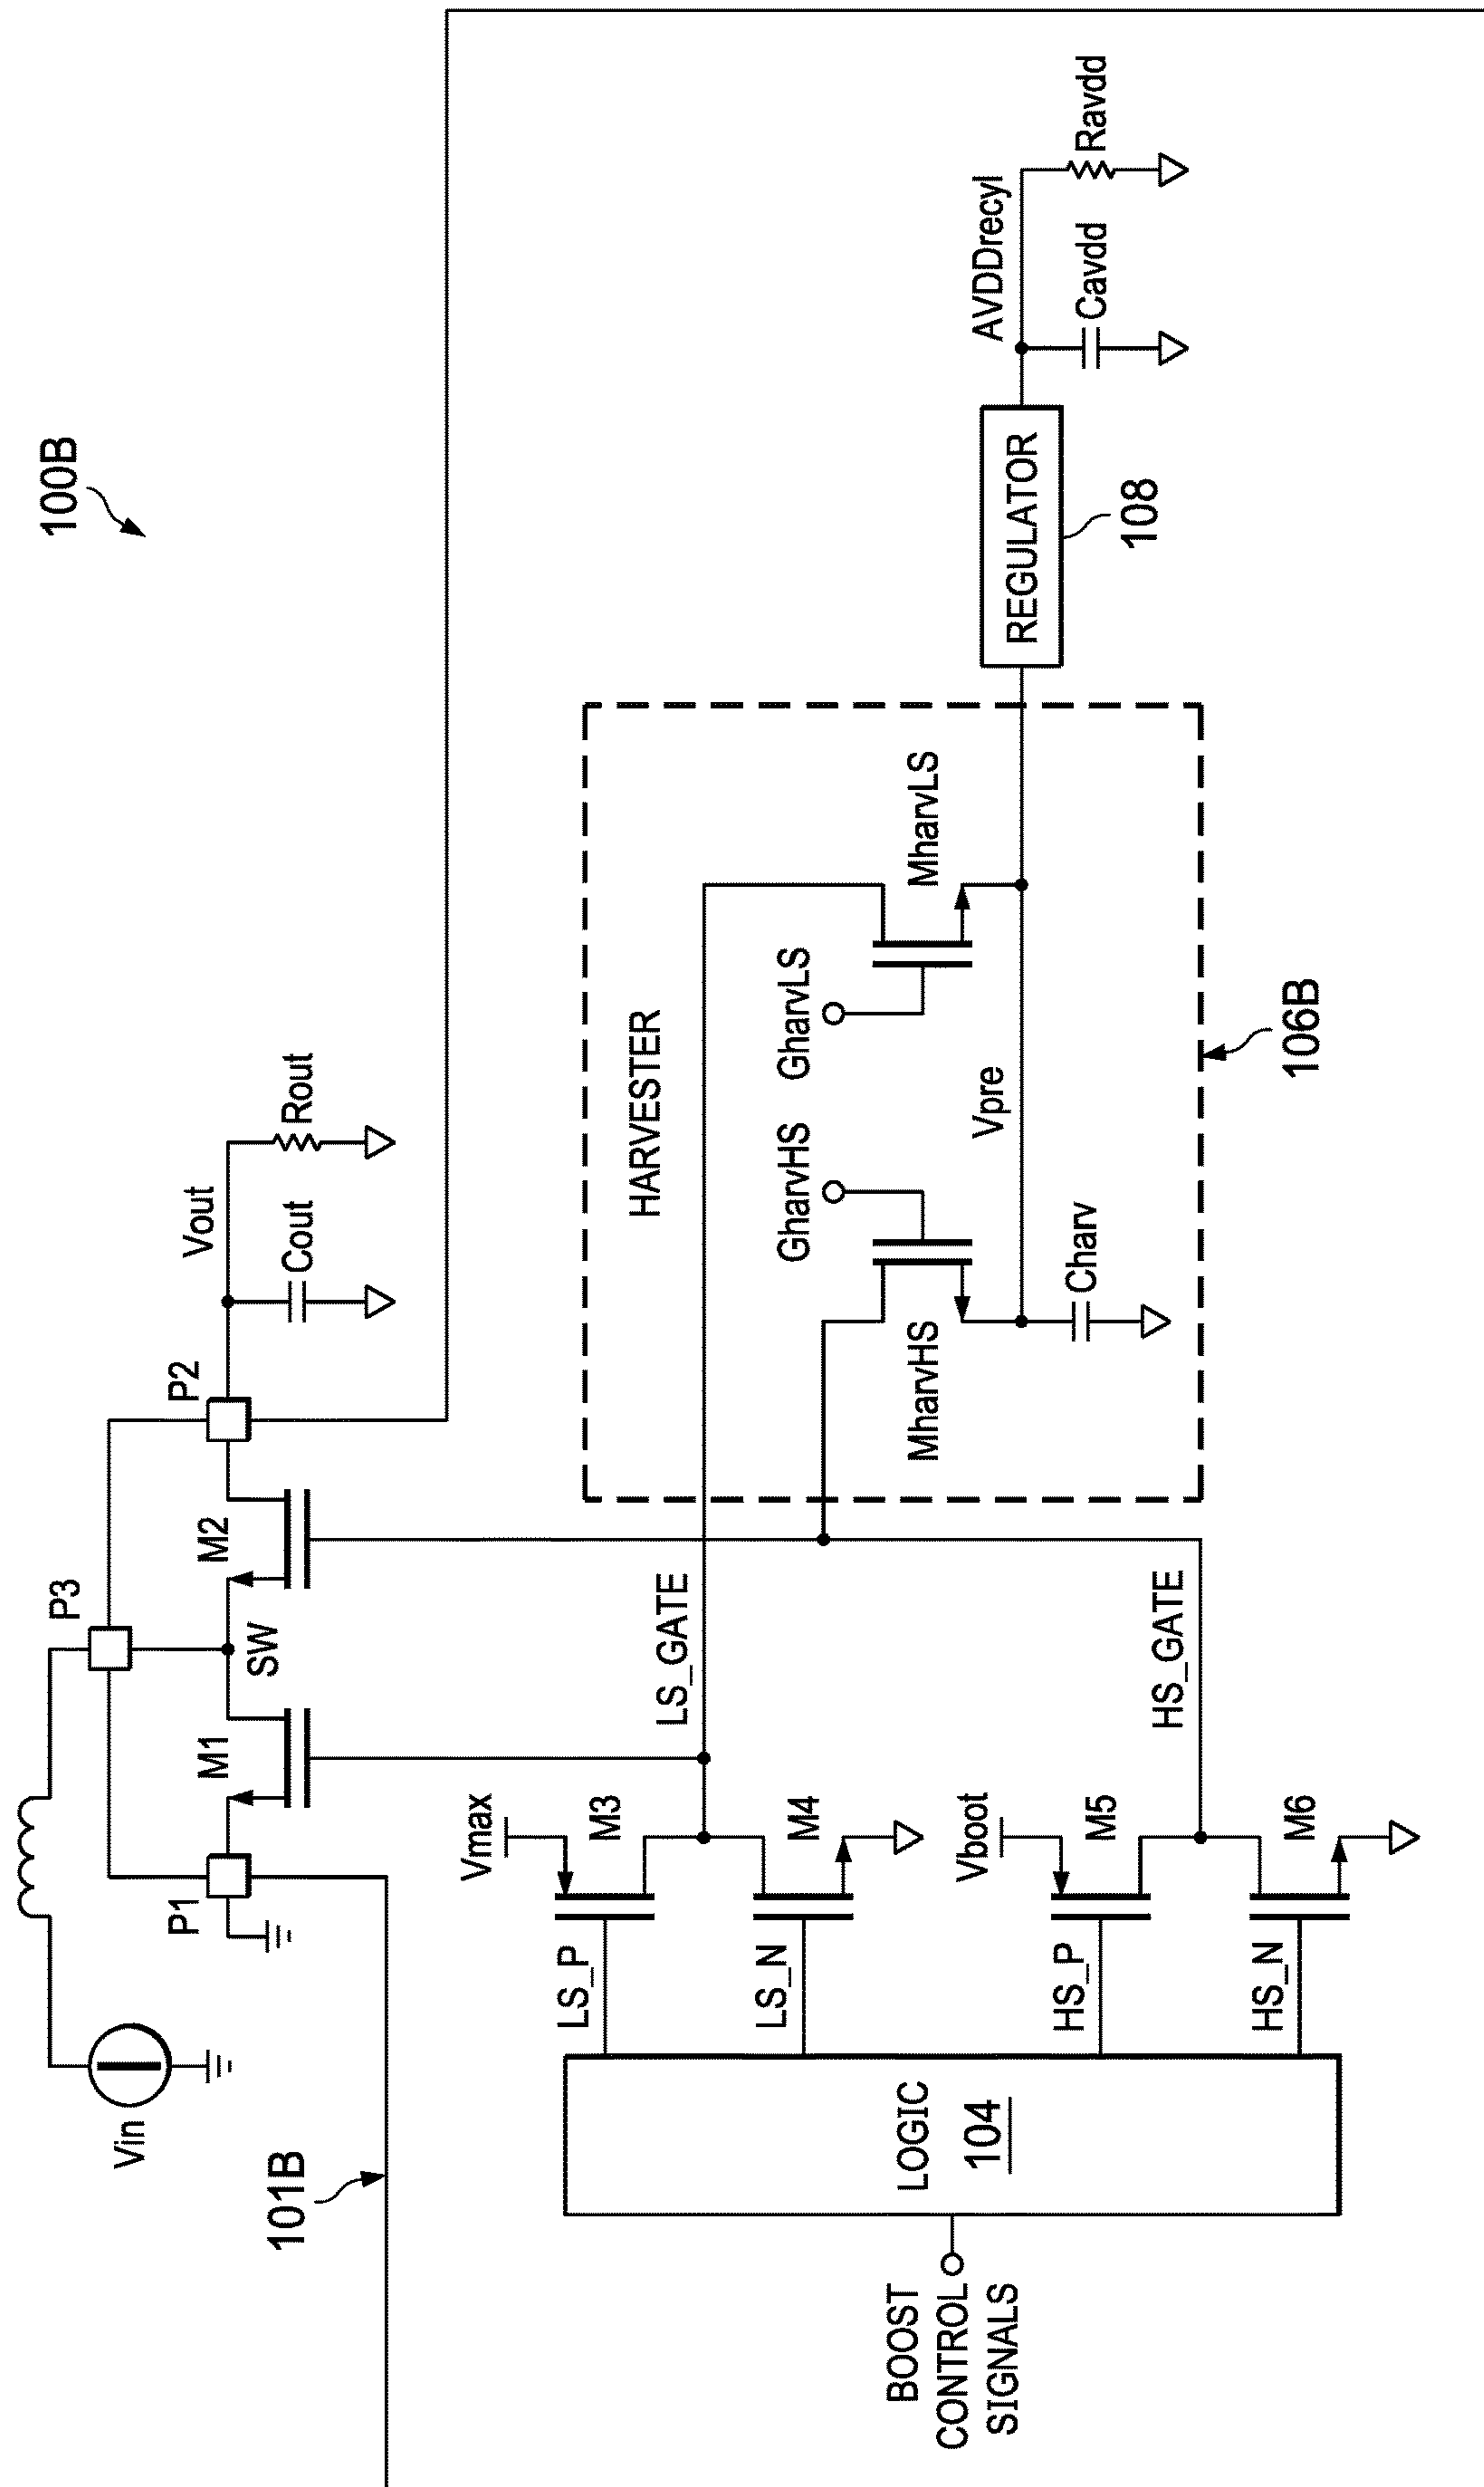 100B
Vin
P1
P3
P2
M1
SW
M2
Vout
Cout
Rout
101B
BOOST
CONTROL
SIGNALS
LOGIC
104
LS_P
LS_N
HS_P
HS_N
Vmax
M3
M4
Vboot
M5
M6
LS_GATE
HS_GATE
HARVESTER
GharvHS
GharvLS
MharvHS
MharvLS
Vpre
Charv
106B
REGULATOR
108
AVDDrecyl
Cavdd
Ravdd